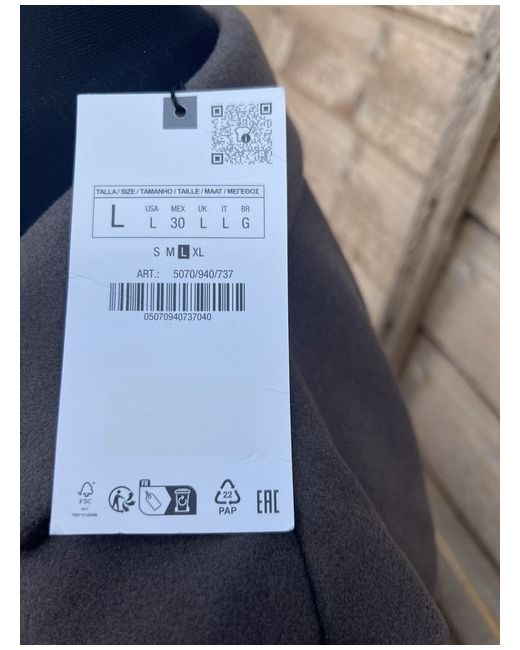 TALLA / SIZE / TAMANHO / TAILLE / MAAT / ΜΕΓΕΘΟΣ
L USA MEX UK IT BR
L 30 L L G
S M L XL
ART.: 5070/940/737
05070940737040
FR
22
FSC
PAP
EAC